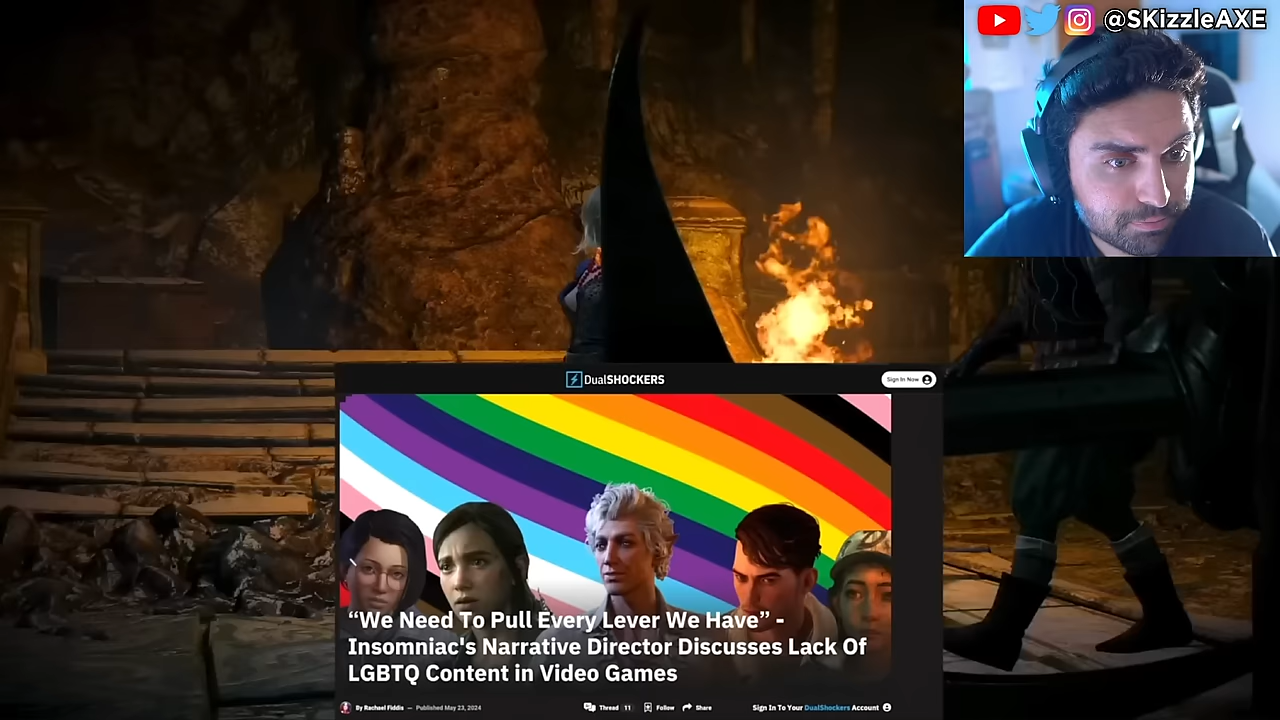 @SKizzleAXE
DualSHOCKERS
Sign In Now
“We Need To Pull Every Lever We Have” -
Insomniac's Narrative Director Discusses Lack Of
LGBTQ Content in Video Games
By Rachael Fiddis — Published May 23, 2024
Thread 11
Follow
Share
Sign In To Your DualShockers Account